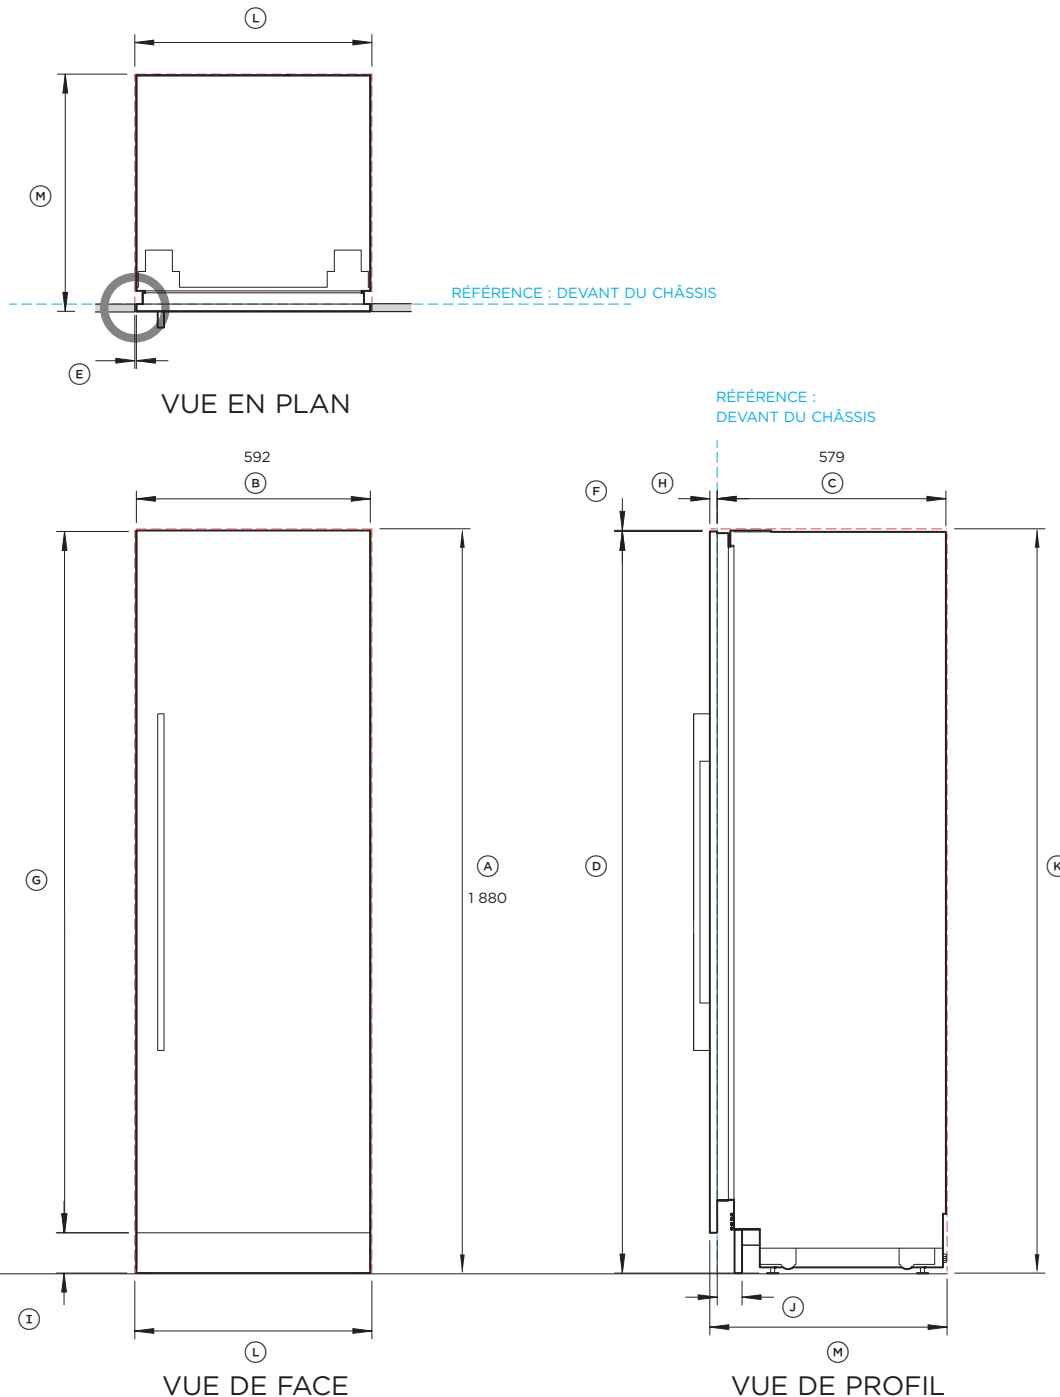 L
M
RÉFÉRENCE : DEVANT DU CHÂSSIS
E
VUE EN PLAN
RÉFÉRENCE :
DEVANT DU CHÂSSIS
592
B
579
C
H
F
G
A
1 880
D
K
I
J
L
M
VUE DE FACE
VUE DE PROFIL